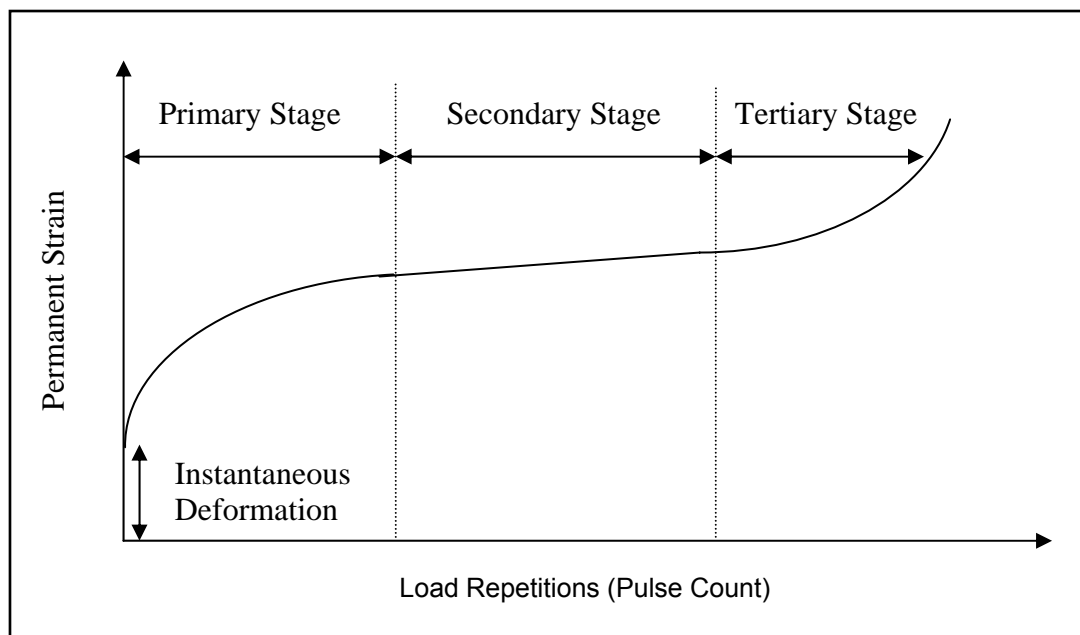 Primary Stage
Secondary Stage
Tertiary Stage
Permanent Strain
Instantaneous
Deformation
Load Repetitions (Pulse Count)